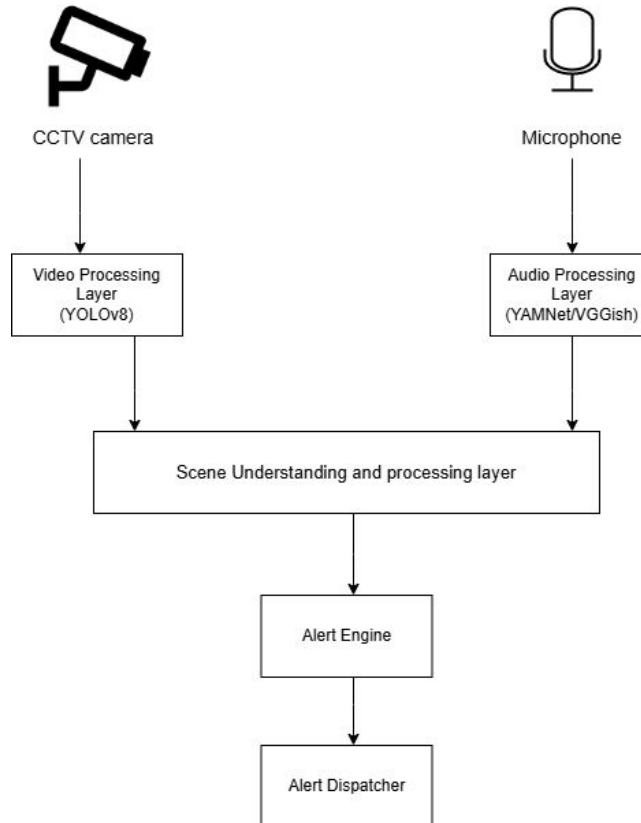 CCTV camera
Microphone
Video Processing
Layer
(YOLOv8)
Audio Processing
Layer
(YAMNet/VGGish)
Scene Understanding and processing layer
Alert Engine
Alert Dispatcher